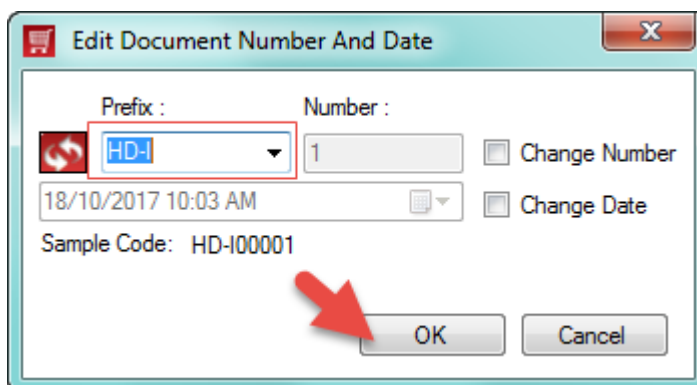 Edit Document Number And Date
Prefix : Number :
HD-I 1 Change Number
18/10/2017 10:03 AM Change Date
Sample Code: HD-I00001
OK Cancel